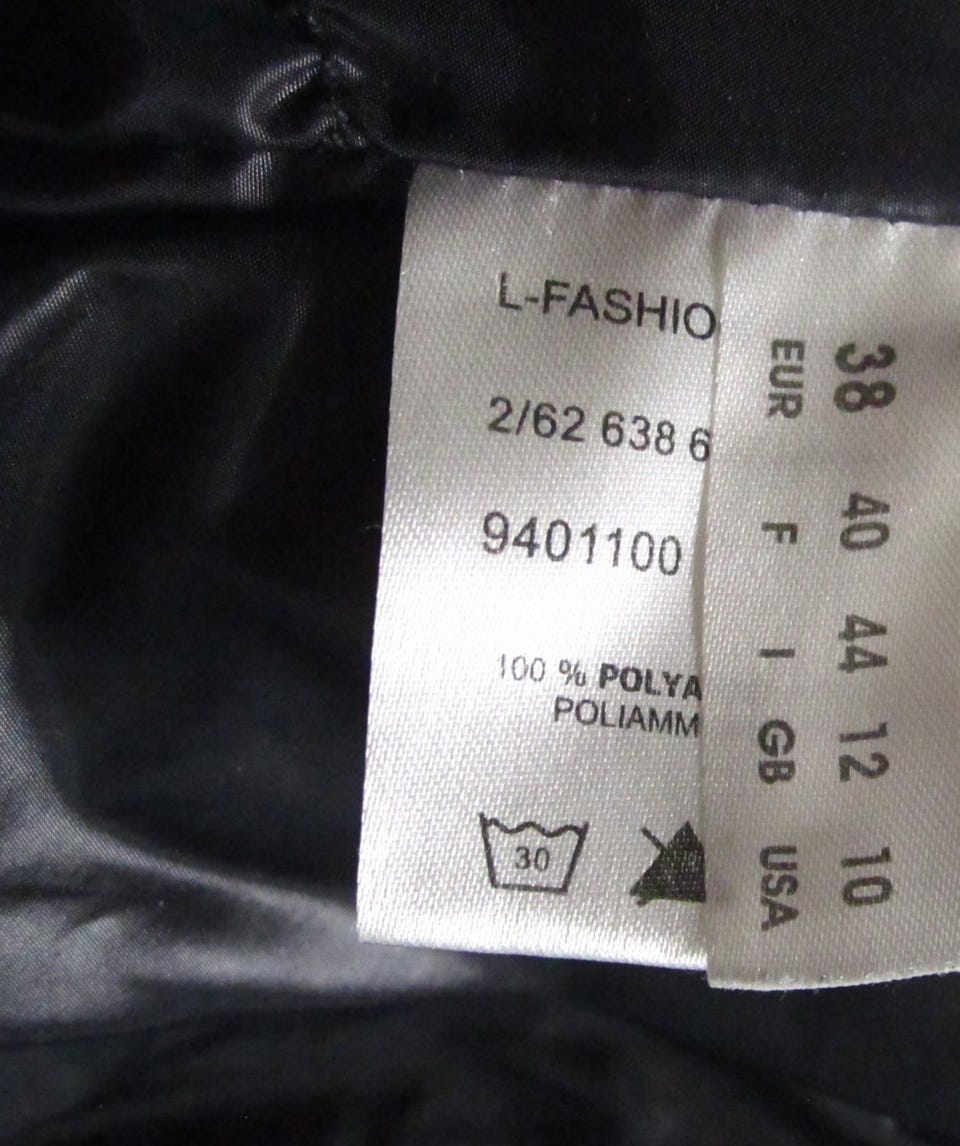 L-FASHIO
2/62 638 6
9401100
100 % POLYA
POLIAMM
30
38 40 44 12 10
EUR F I GB USA